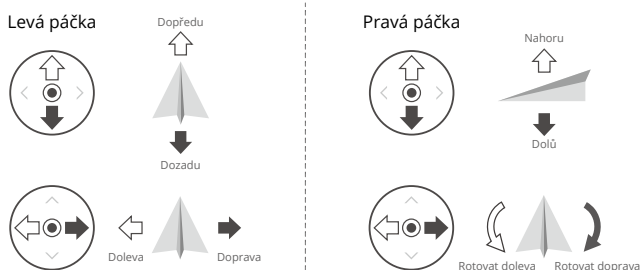 Levá páčka
Dopředu
Dozadu
Doleva
Doprava
Pravá páčka
Nahoru
Dolů
Rotovat doleva
Rotovat doprava